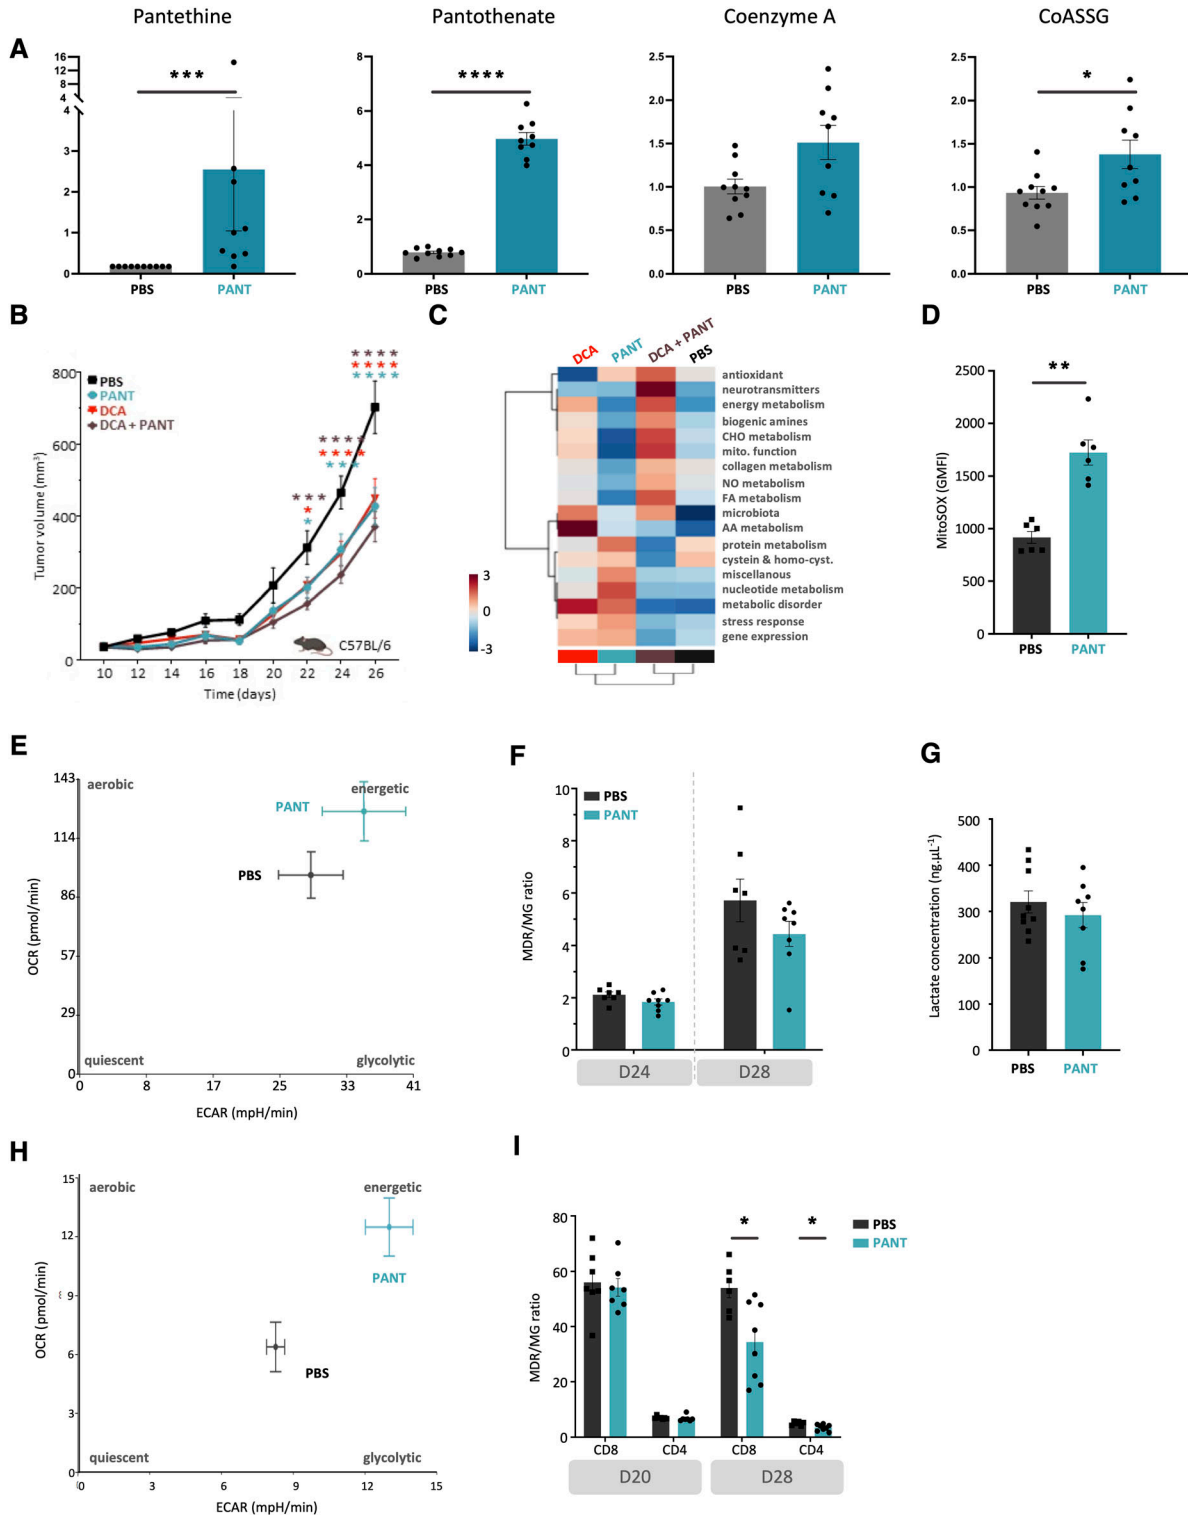 Pantethine Pantothenate Coenzyme A CoASSG
A
16
12
8
4
4
3
2
1
0
***
PBS PANT
8
6
4
2
0
****
PBS PANT
2.5
2.0
1.5
1.0
0.5
0.0
PBS PANT
2.5
2.0
1.5
1.0
0.5
0.0
*
PBS PANT
B
Tumor volume (mm³)
800
600
400
200
0
PBS
PANT
DCA
DCA + PANT
***
*
*
****
****
***
****
****
****
C57BL/6
10 12 14 16 18 20 22 24 26
Time (days)
C
DCA PANT DCA + PANT PBS
antioxidant
neurotransmitters
energy metabolism
biogenic amines
CHO metabolism
mito. function
collagen metabolism
NO metabolism
FA metabolism
microbiota
AA metabolism
protein metabolism
cystein & homo-cyst.
miscellanous
nucleotide metabolism
metabolic disorder
stress response
gene expression
3
0
-3
D
MitoSOX (GMFI)
2500
2000
1500
1000
500
0
**
PBS PANT
E
OCR (pmol/min)
143
114
86
57
29
0
aerobic energetic
PANT
PBS
quiescent glycolytic
0 8 17 25 33 41
ECAR (mpH/min)
F
MDR/MG ratio
10
8
6
4
2
0
PBS
PANT
D24 D28
G
Lactate concentration (ng.µL⁻¹)
500
400
300
200
100
0
PBS PANT
H
OCR (pmol/min)
15
12
9
6
3
0
aerobic energetic
PANT
PBS
quiescent glycolytic
0 3 6 9 12 15
ECAR (mpH/min)
I
MDR/MG ratio
80
60
40
20
0
* *
PBS
PANT
CD8 CD4 CD8 CD4
D20 D28